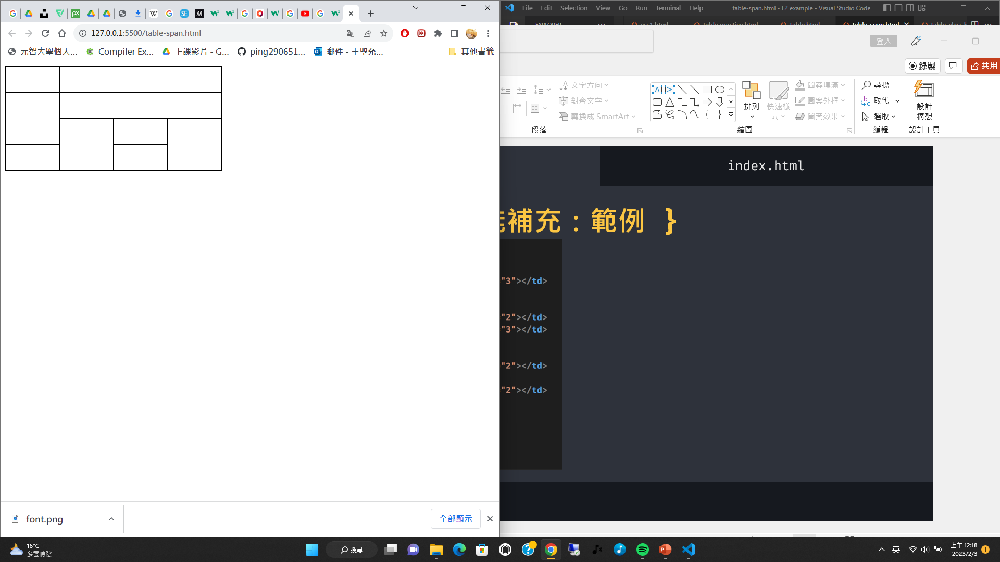 127.0.0.1:5500/table-span.html
元智大學個人...
Compiler Ex...
上課影片 - G...
ping290651...
郵件 - 王聖允...
其他書籤
font.png
全部顯示
File Edit Selection View Go Run Terminal Help
table-span.html - L2 example - Visual Studio Code
登入
錄製
共用
文字方向
對齊文字
轉換成 SmartArt
段落
排列
快速樣
式
圖案填滿
圖案外框
圖案效果
繪圖
尋找
取代
選取
編輯
設計
構想
設計工具
index.html
補充：範例 }
"3"></td>
"2"></td>
"3"></td>
"2"></td>
"2"></td>
16°C
多雲時陰
搜尋
英
上午 12:18
2023/2/3
1